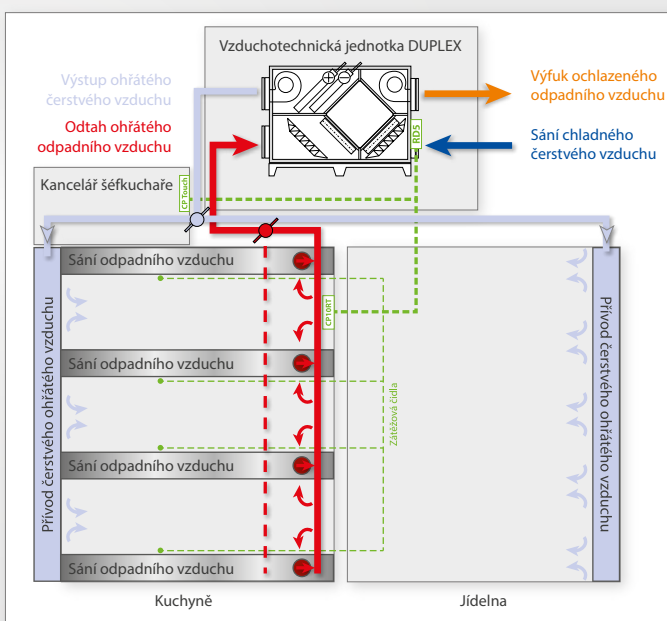 Vzduchotechnická jednotka DUPLEX
Výstup ohřátého
čerstvého vzduchu
Odtah ohřátého
odpadního vzduchu
Výfuk ochlazeného
odpadního vzduchu
Sání chladného
čerstvého vzduchu
RD5
Kancelář šéfkuchaře
CP Touch
Sání odpadního vzduchu
CP10RT
Sání odpadního vzduchu
Sání odpadního vzduchu
Sání odpadního vzduchu
Přívod čerstvého ohřátého vzduchu
Zátěžová čidla
Přívod čerstvého ohřátého vzduchu
Kuchyně
Jídelna